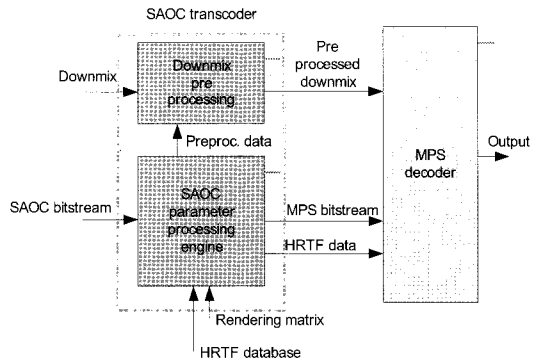 SAOC transcoder
Downmix
Downmix
pre
processing
Pre
processed
downmix
Preproc. data
MPS
decoder
Output
SAOC bitstream
SAOC
parameter
processing
engine
MPS bitstream
HRTF data
Rendering matrix
HRTF database